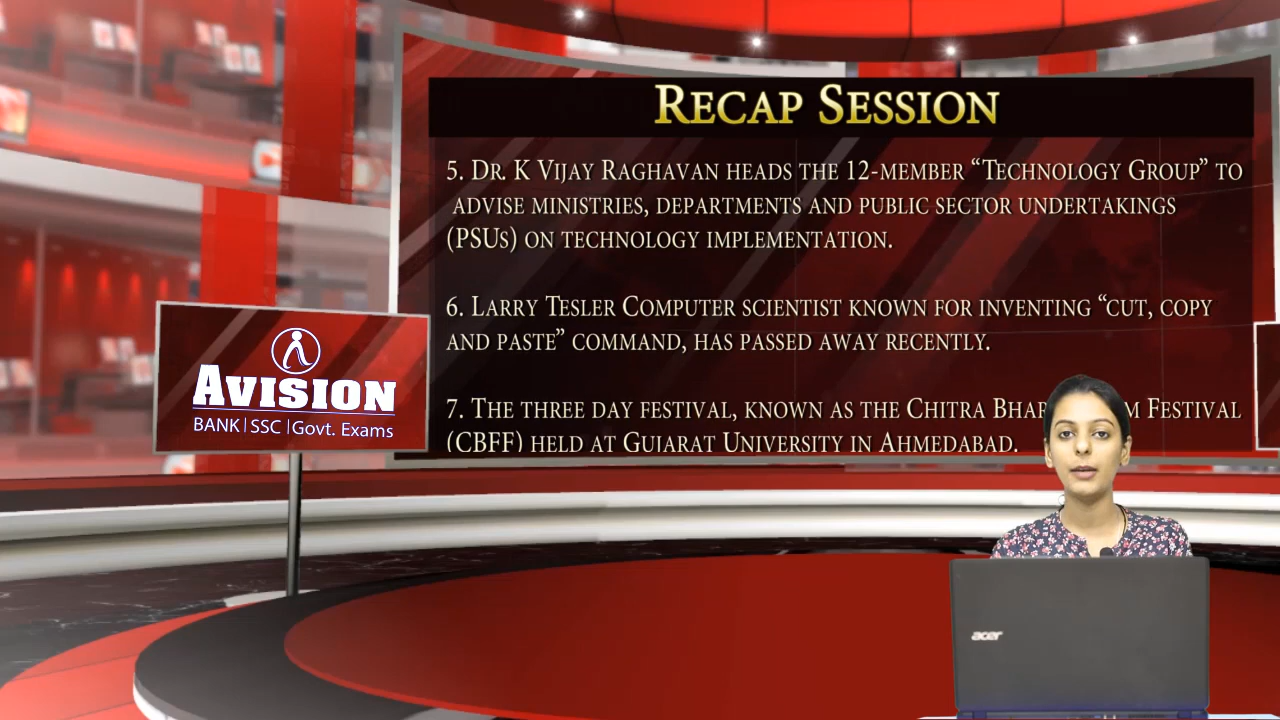 RECAP SESSION
5. DR. K VIJAY RAGHAVAN HEADS THE 12-MEMBER “TECHNOLOGY GROUP” TO
ADVISE MINISTRIES, DEPARTMENTS AND PUBLIC SECTOR UNDERTAKINGS
(PSUS) ON TECHNOLOGY IMPLEMENTATION.
6. LARRY TESLER COMPUTER SCIENTIST KNOWN FOR INVENTING “CUT, COPY
AND PASTE” COMMAND, HAS PASSED AWAY RECENTLY.
7. THE THREE DAY FESTIVAL, KNOWN AS THE CHITRA FESTIVAL
(CBFF) HELD AT GUJARAT UNIVERSITY IN AHMEDABAD.
AVISION
BANK | SSC | Govt. Exams
acer